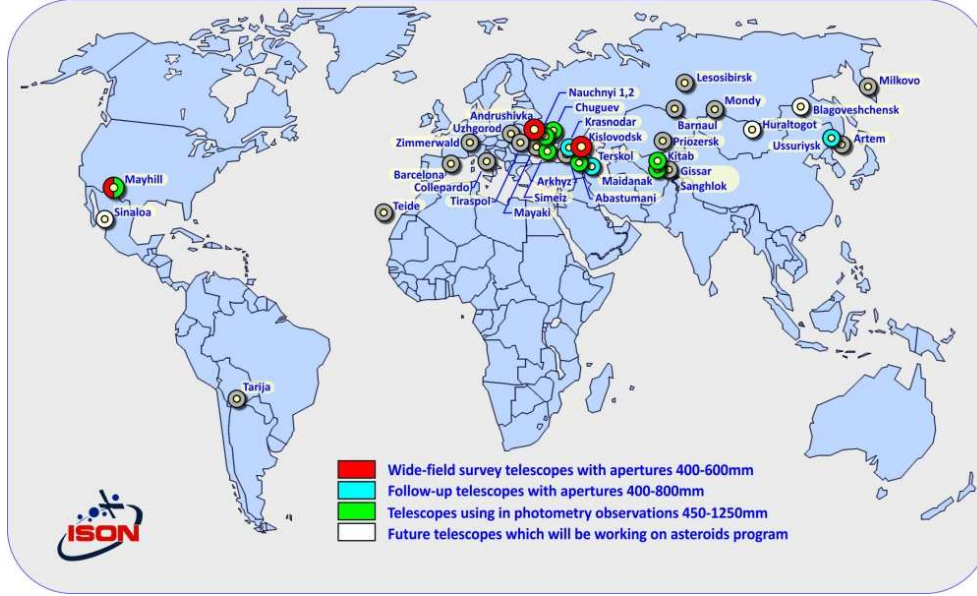 Lesosibirsk
Milkovo
Nauchnyi 1,2
Mondy
Blagoveshchensk
Chuguev
Andrushivka
Krasnodar
Barnaul
Huraltogot
Uzhgorod
Kislovodsk
Priozersk
Ussuriysk
Artem
Zimmerwald
Terskol
Kitab
Barcelona
Gissar
Collepardo
Arkhyz
Maidanak
Sanghlok
Mayhill
Tiraspol
Simeiz
Abastumani
Sinaloa
Teide
Mayaki
Tarija
Wide-field survey telescopes with apertures 400-600mm
Follow-up telescopes with apertures 400-800mm
Telescopes using in photometry observations 450-1250mm
Future telescopes which will be working on asteroids program
ISON